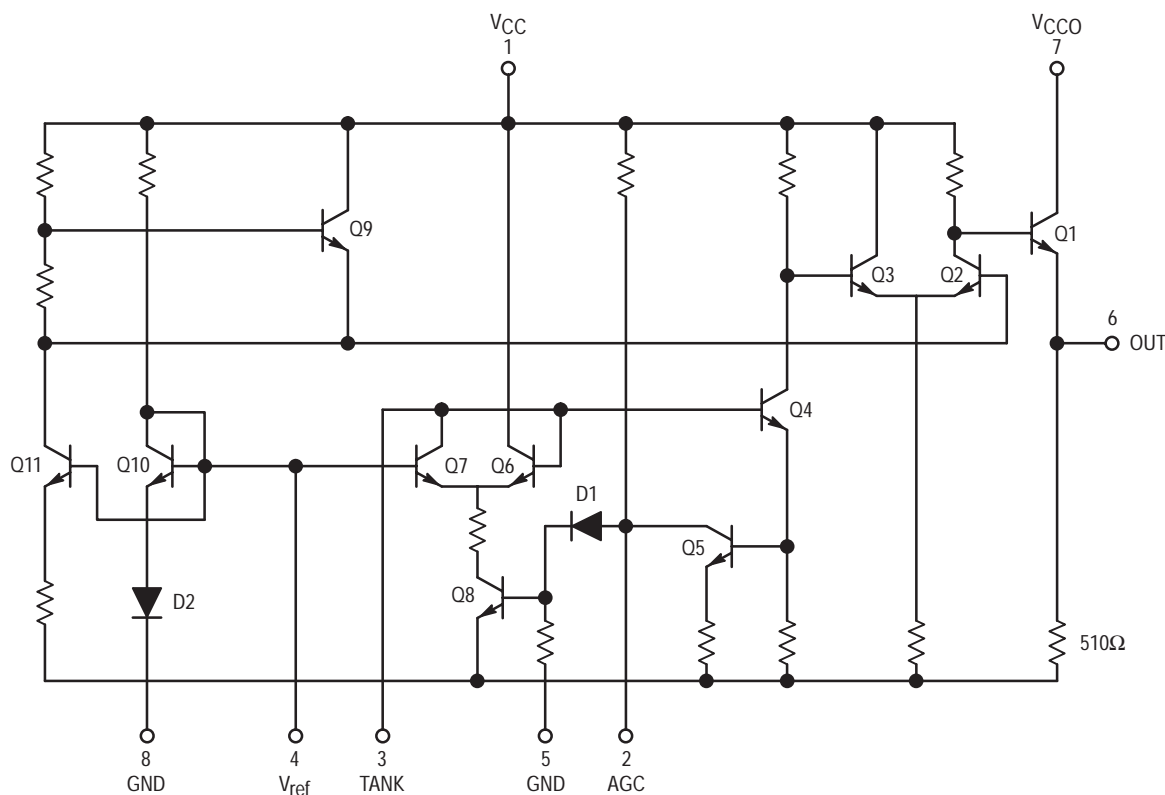 VCC
1
VCCO
7
Q9
Q3
Q2
Q1
6
OUT
Q4
Q11
Q10
Q7
Q6
D1
Q5
Q8
D2
510Ω
8
GND
4
Vref
3
TANK
5
GND
2
AGC